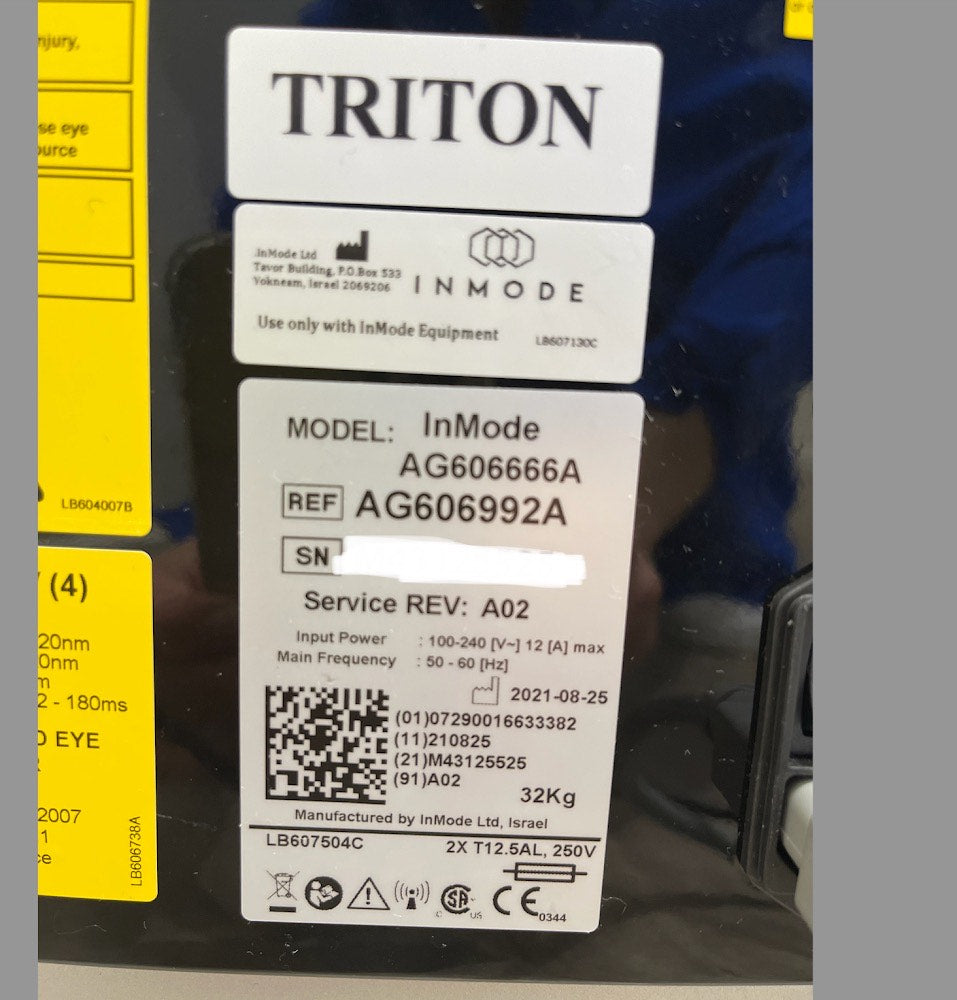 njury,
se eye
ource
LB604007B
(4)
20nm
0nm
m
2 - 180ms
EYE
2007
1
ce
LB606738A
TRITON
InMode Ltd
Tavor Building, P.O.Box 533
Yokneam, Israel 2069206
INMODE
Use only with InMode Equipment
LB607130C
MODEL: InMode
AG606666A
REF AG606992A
SN
Service REV: A02
Input Power : 100-240 [V~] 12 [A] max
Main Frequency : 50 - 60 [Hz]
2021-08-25
(01)07290016633382
(11)210825
(21)M43125525
(91)A02
32Kg
Manufactured by InMode Ltd, Israel
LB607504C 2X T12.5AL, 250V
C SA US CE 0344